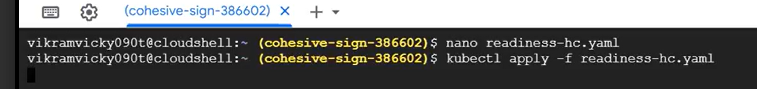 (cohesive-sign-386602)
vikramvicky090t@cloudshell:~ (cohesive-sign-386602)$ nano readiness-hc.yaml
vikramvicky090t@cloudshell:~ (cohesive-sign-386602)$ kubectl apply -f readiness-hc.yaml